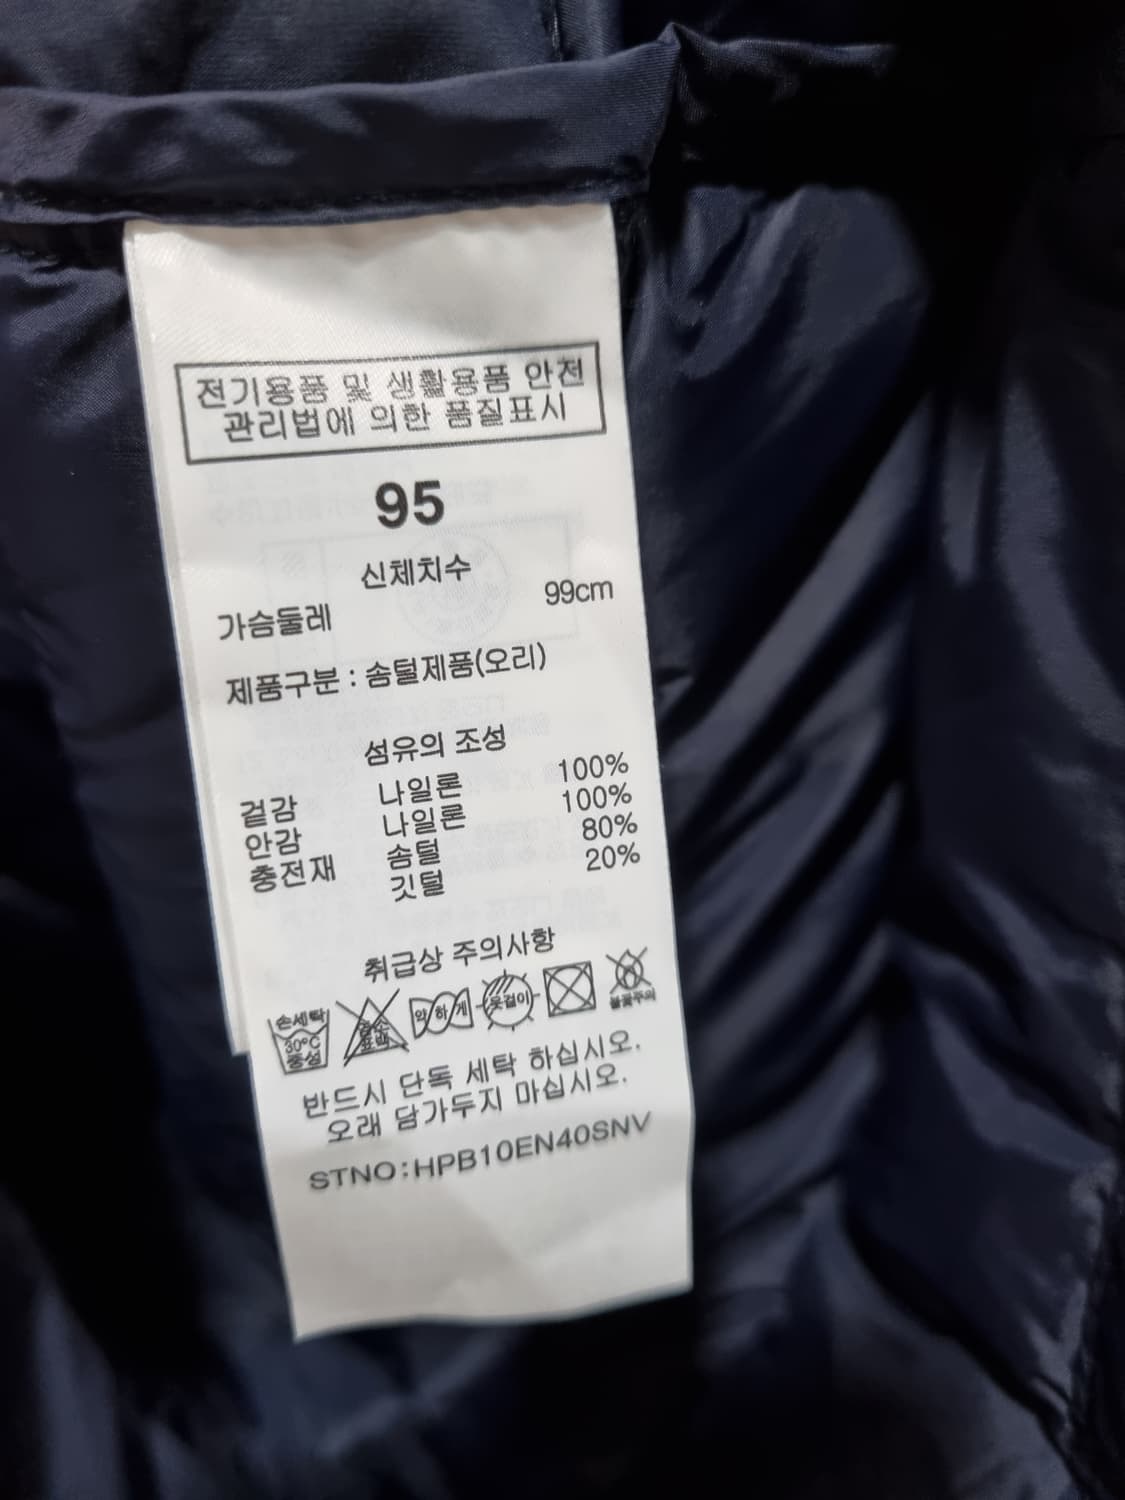 전기용품 및 생활용품 안전
관리법에 의한 품질표시
95
신체치수
가슴둘레 99cm
제품구분 : 솜털제품(오리)
섬유의 조성
겉감 나일론 100%
안감 나일론 100%
충전재 솜털 80%
깃털 20%
취급상 주의사항
손세탁
30°C
중성
염소
표백
약하게
옷걸이
불꽃주의
반드시 단독 세탁 하십시오.
오래 담가두지 마십시오.
STNO:HPB10EN40SNV